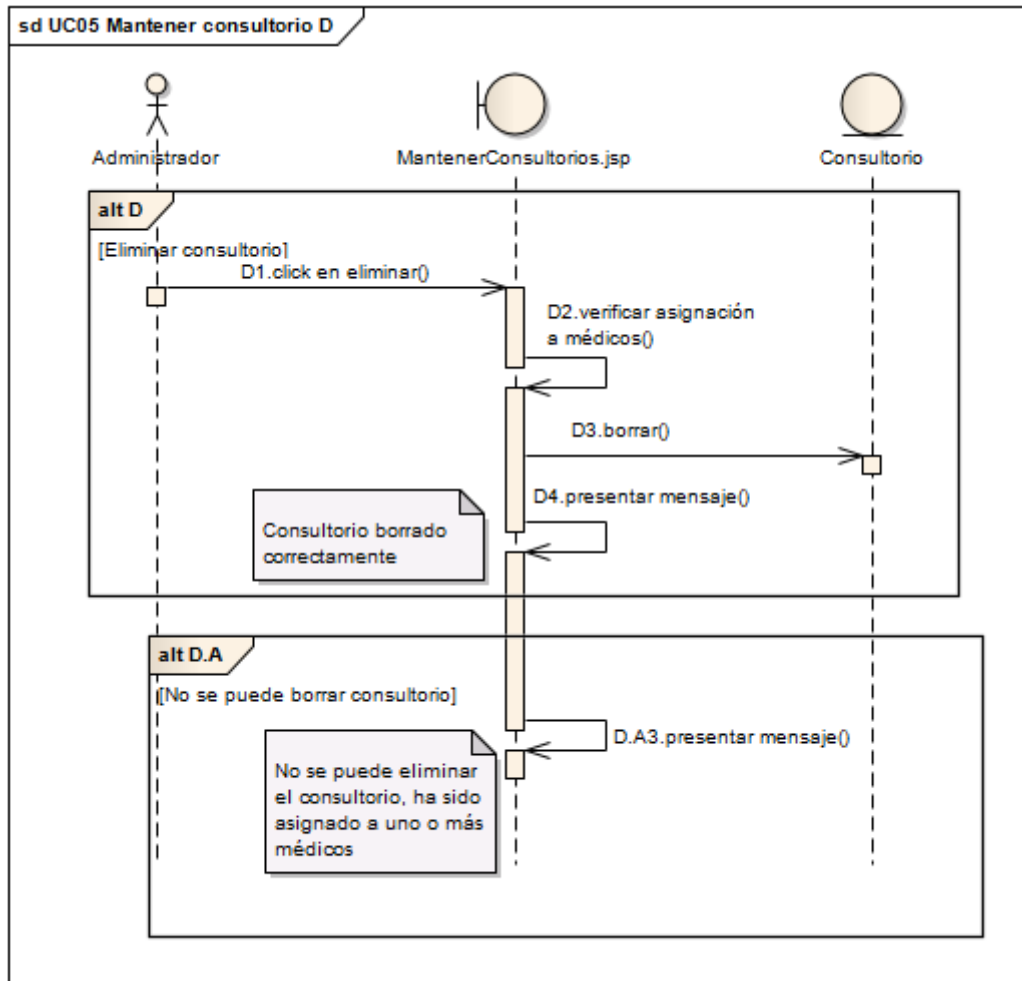 sd UC05 Mantener consultorio D
Administrador
MantenerConsultorios.jsp
Consultorio
alt D
[Eliminar consultorio]
D1.click en eliminar()
D2.verificar asignación
a médicos()
D3.borrar()
D4.presentar mensaje()
Consultorio borrado
correctamente
alt D.A
[No se puede borrar consultorio]
D.A3.presentar mensaje()
No se puede eliminar
el consultorio, ha sido
asignado a uno o más
médicos